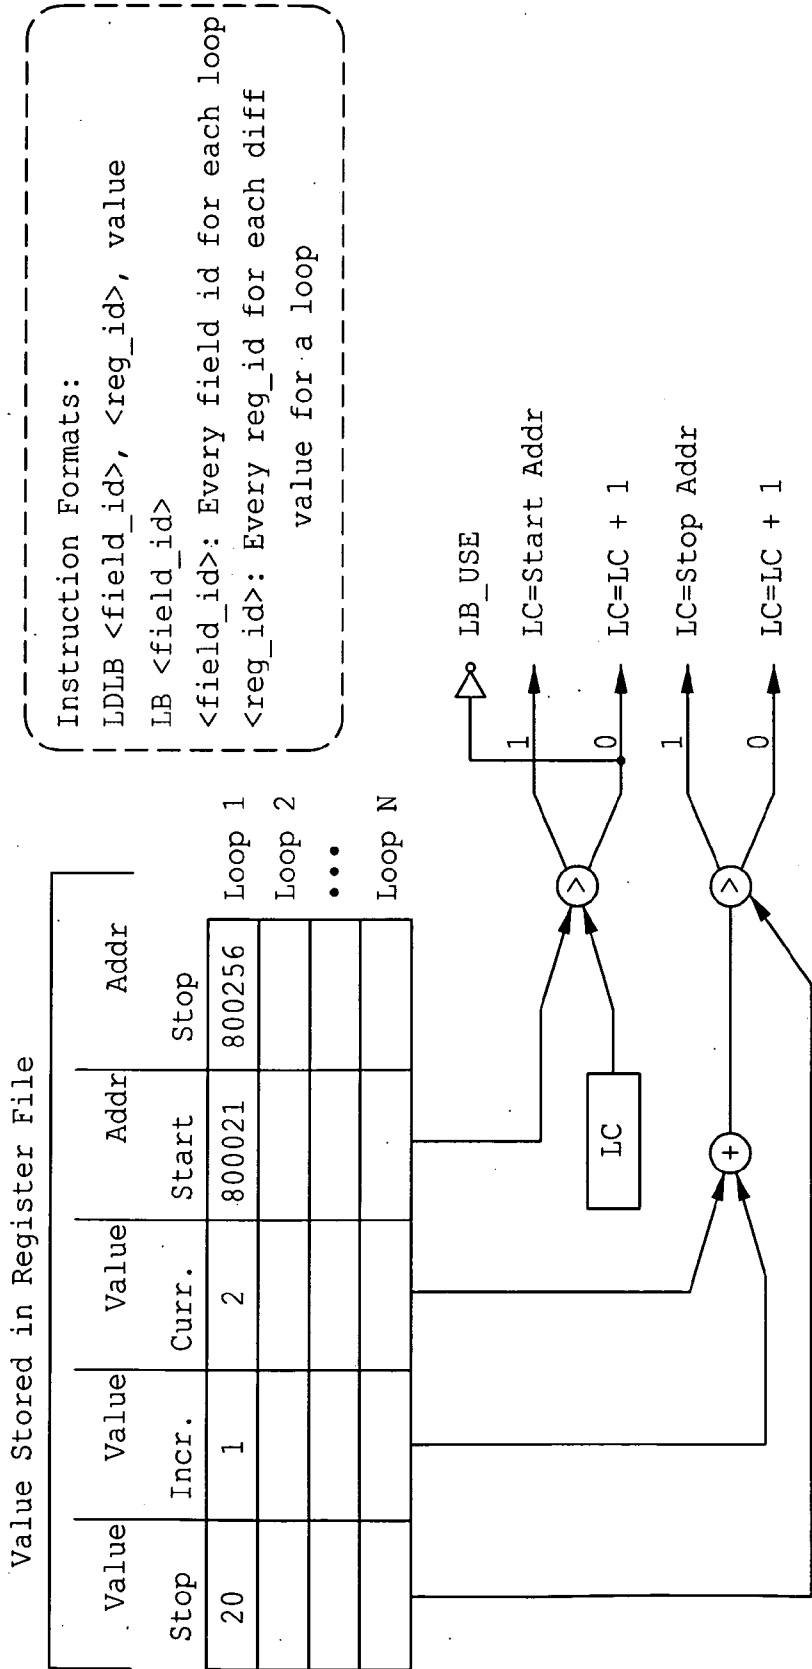 Value Stored in Register File
Value Value Value Addr Addr
Stop Incr. Curr. Start Stop
20 1 2 800021 800256 Loop 1
Loop 2
•••
Loop N
Instruction Formats:
LDLB <field_id>, <reg_id>, value
LB <field_id>
<field_id>: Every field id for each loop
<reg_id>: Every reg_id for each diff
value for a loop
LB_USE
1 LC=Start Addr
>
LC
0 LC=LC + 1
1 LC=Stop Addr
+ >
0 LC=LC + 1